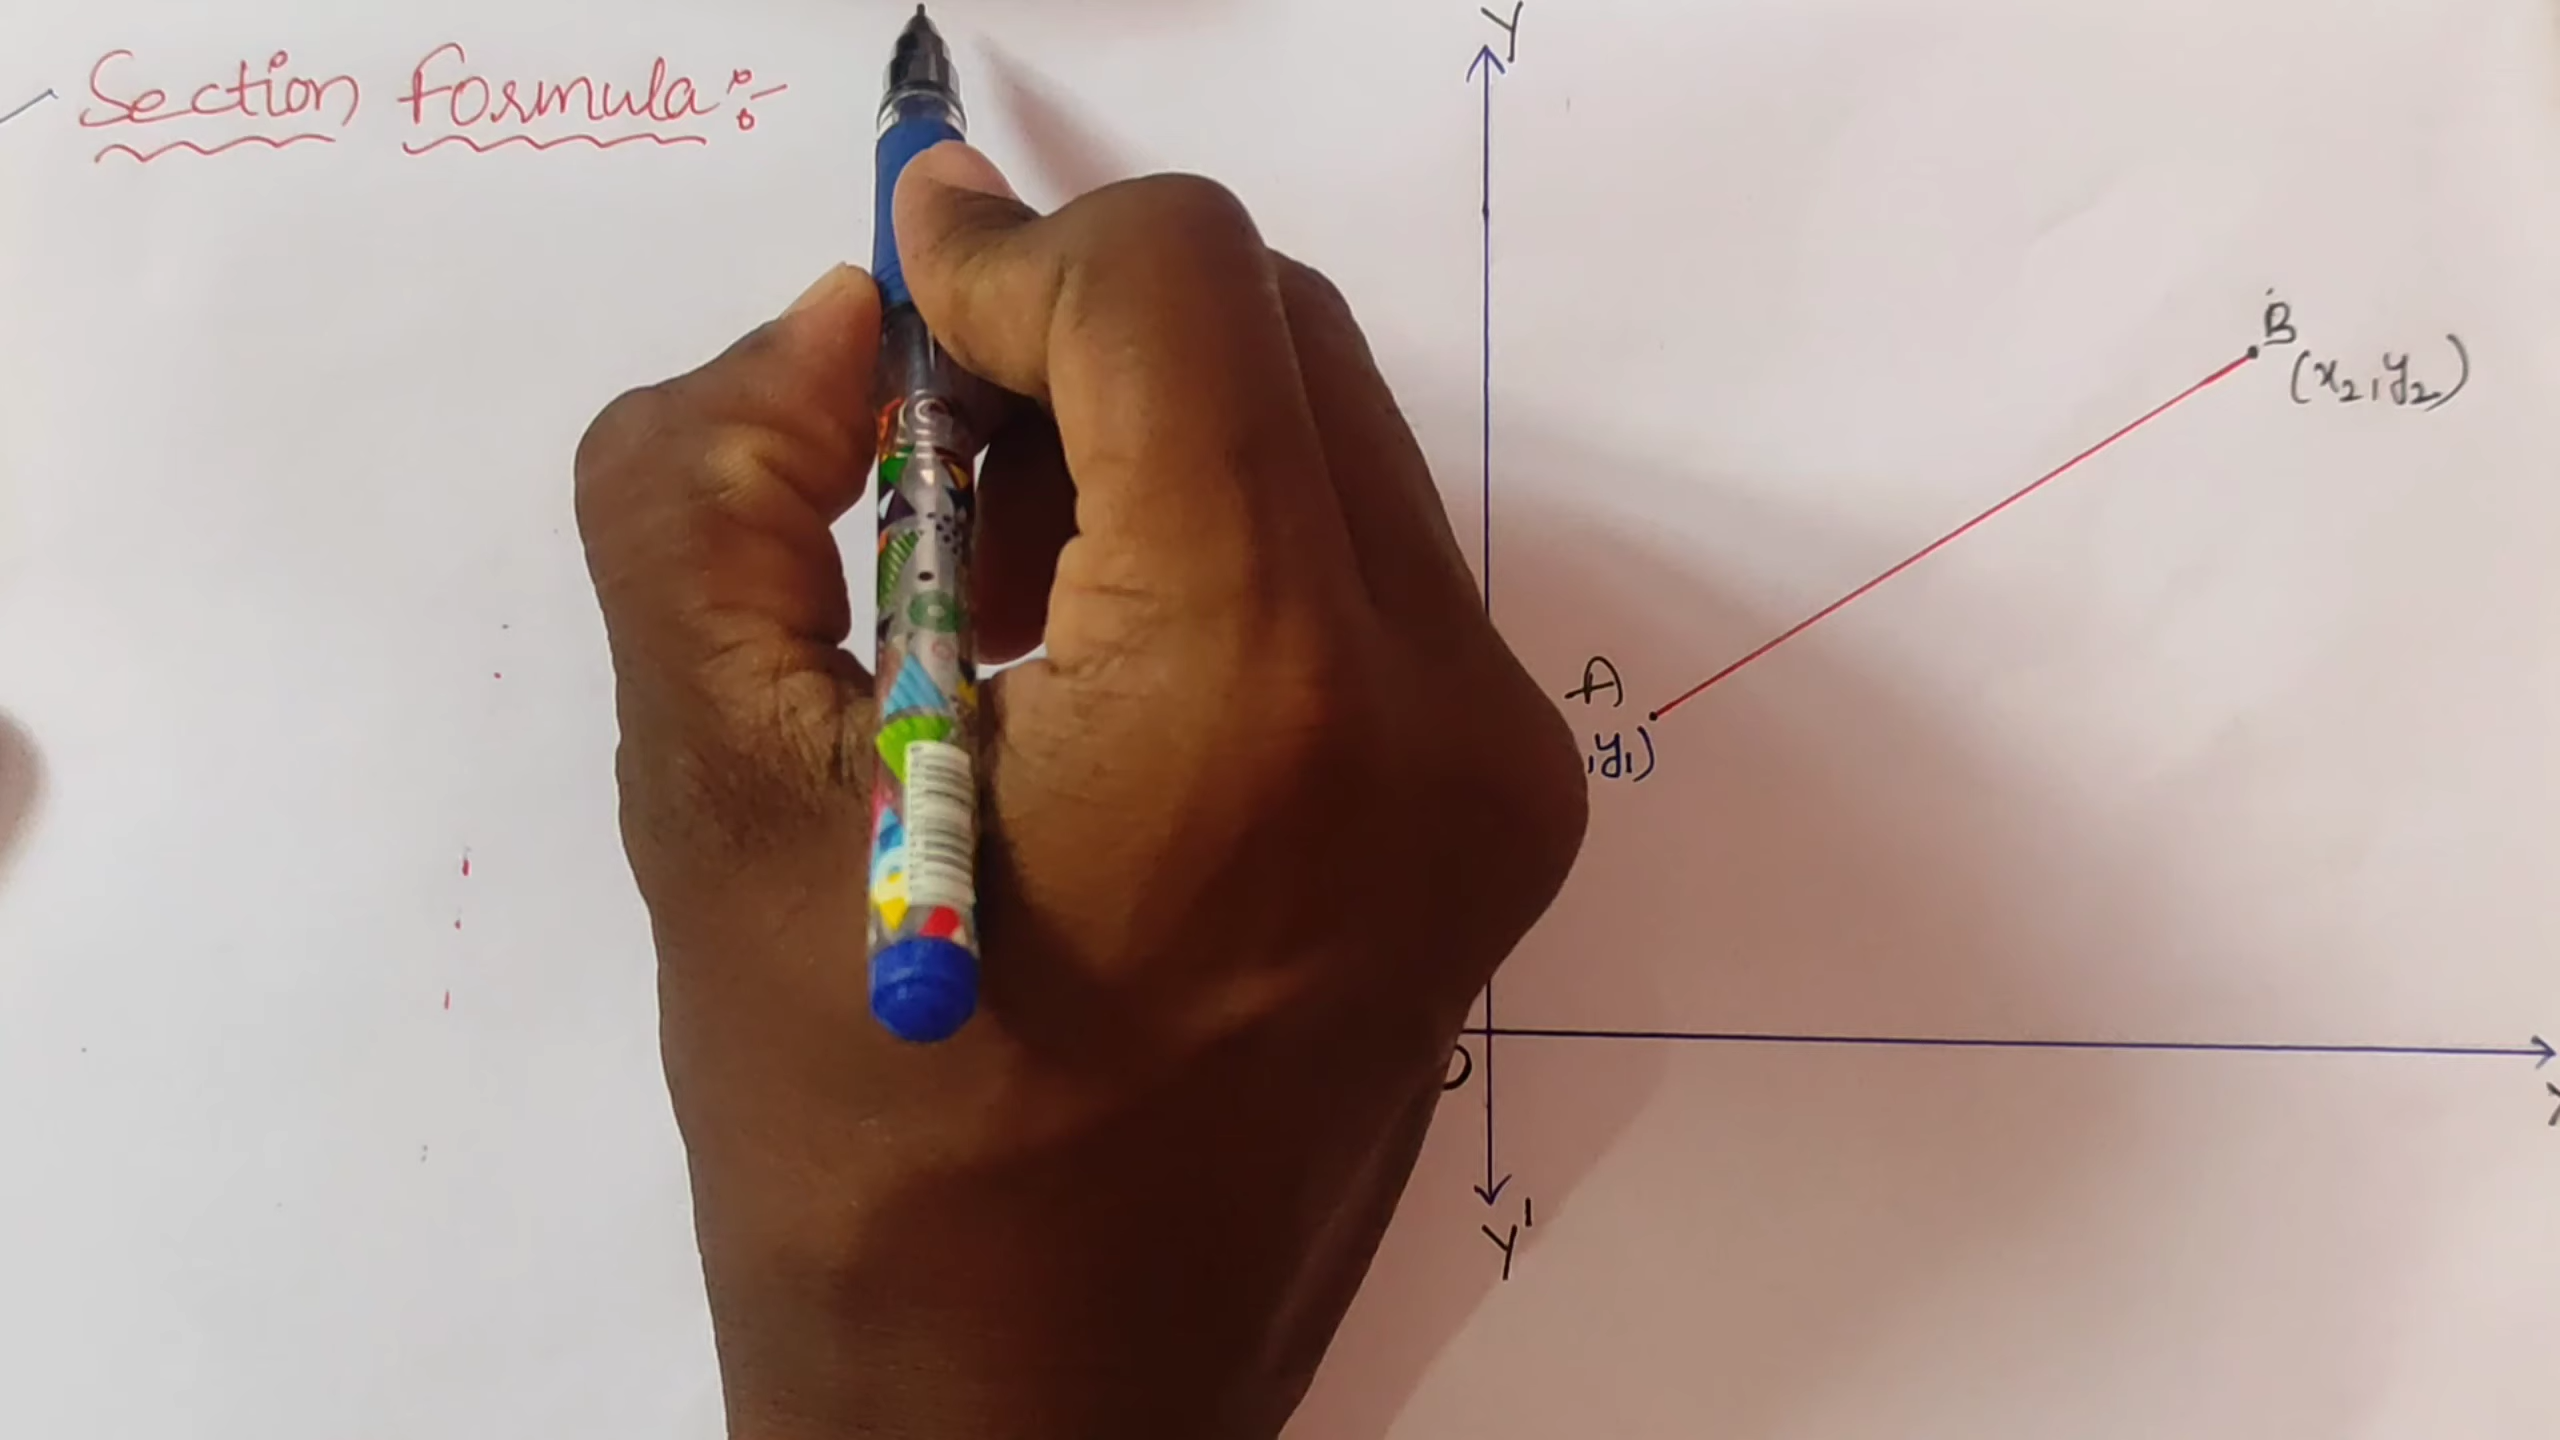 Section Formula:-
Y
B
(x₂,y₂)
A
,y₁)
O
Y'